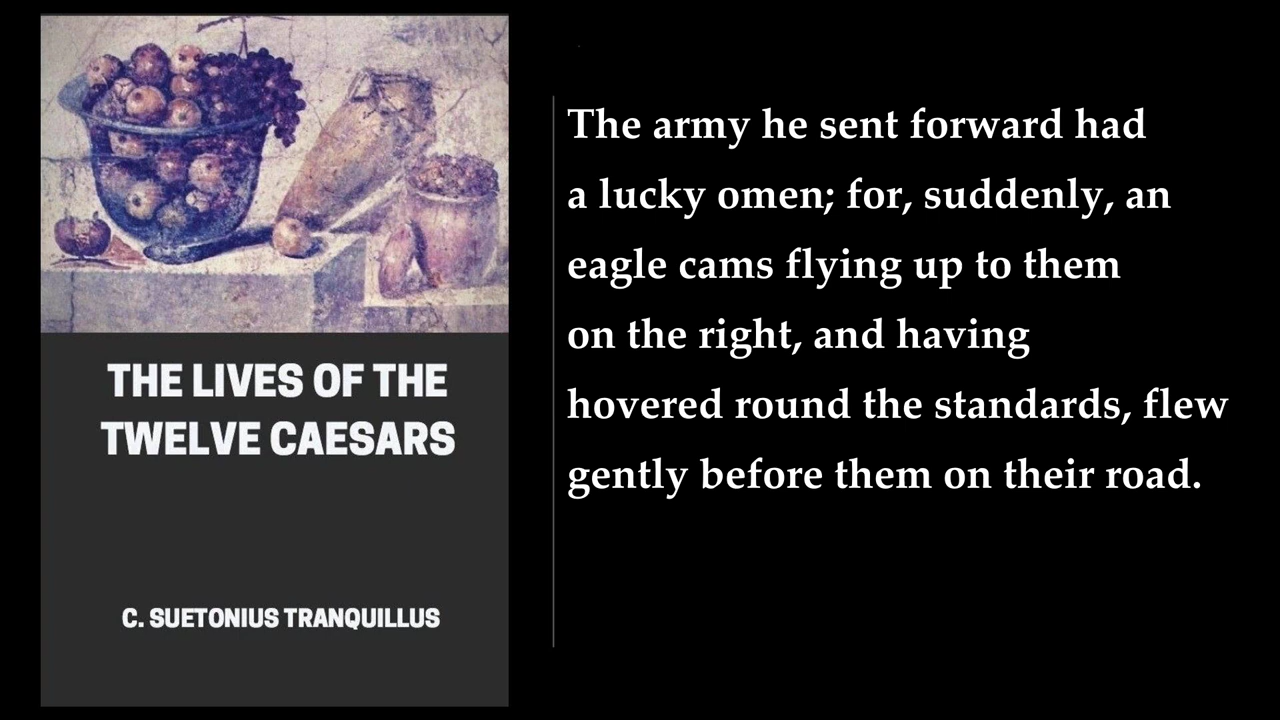 THE LIVES OF THE
TWELVE CAESARS
C. SUETONIUS TRANQUILLUS
The army he sent forward had
a lucky omen; for, suddenly, an
eagle cams flying up to them
on the right, and having
hovered round the standards, flew
gently before them on their road.